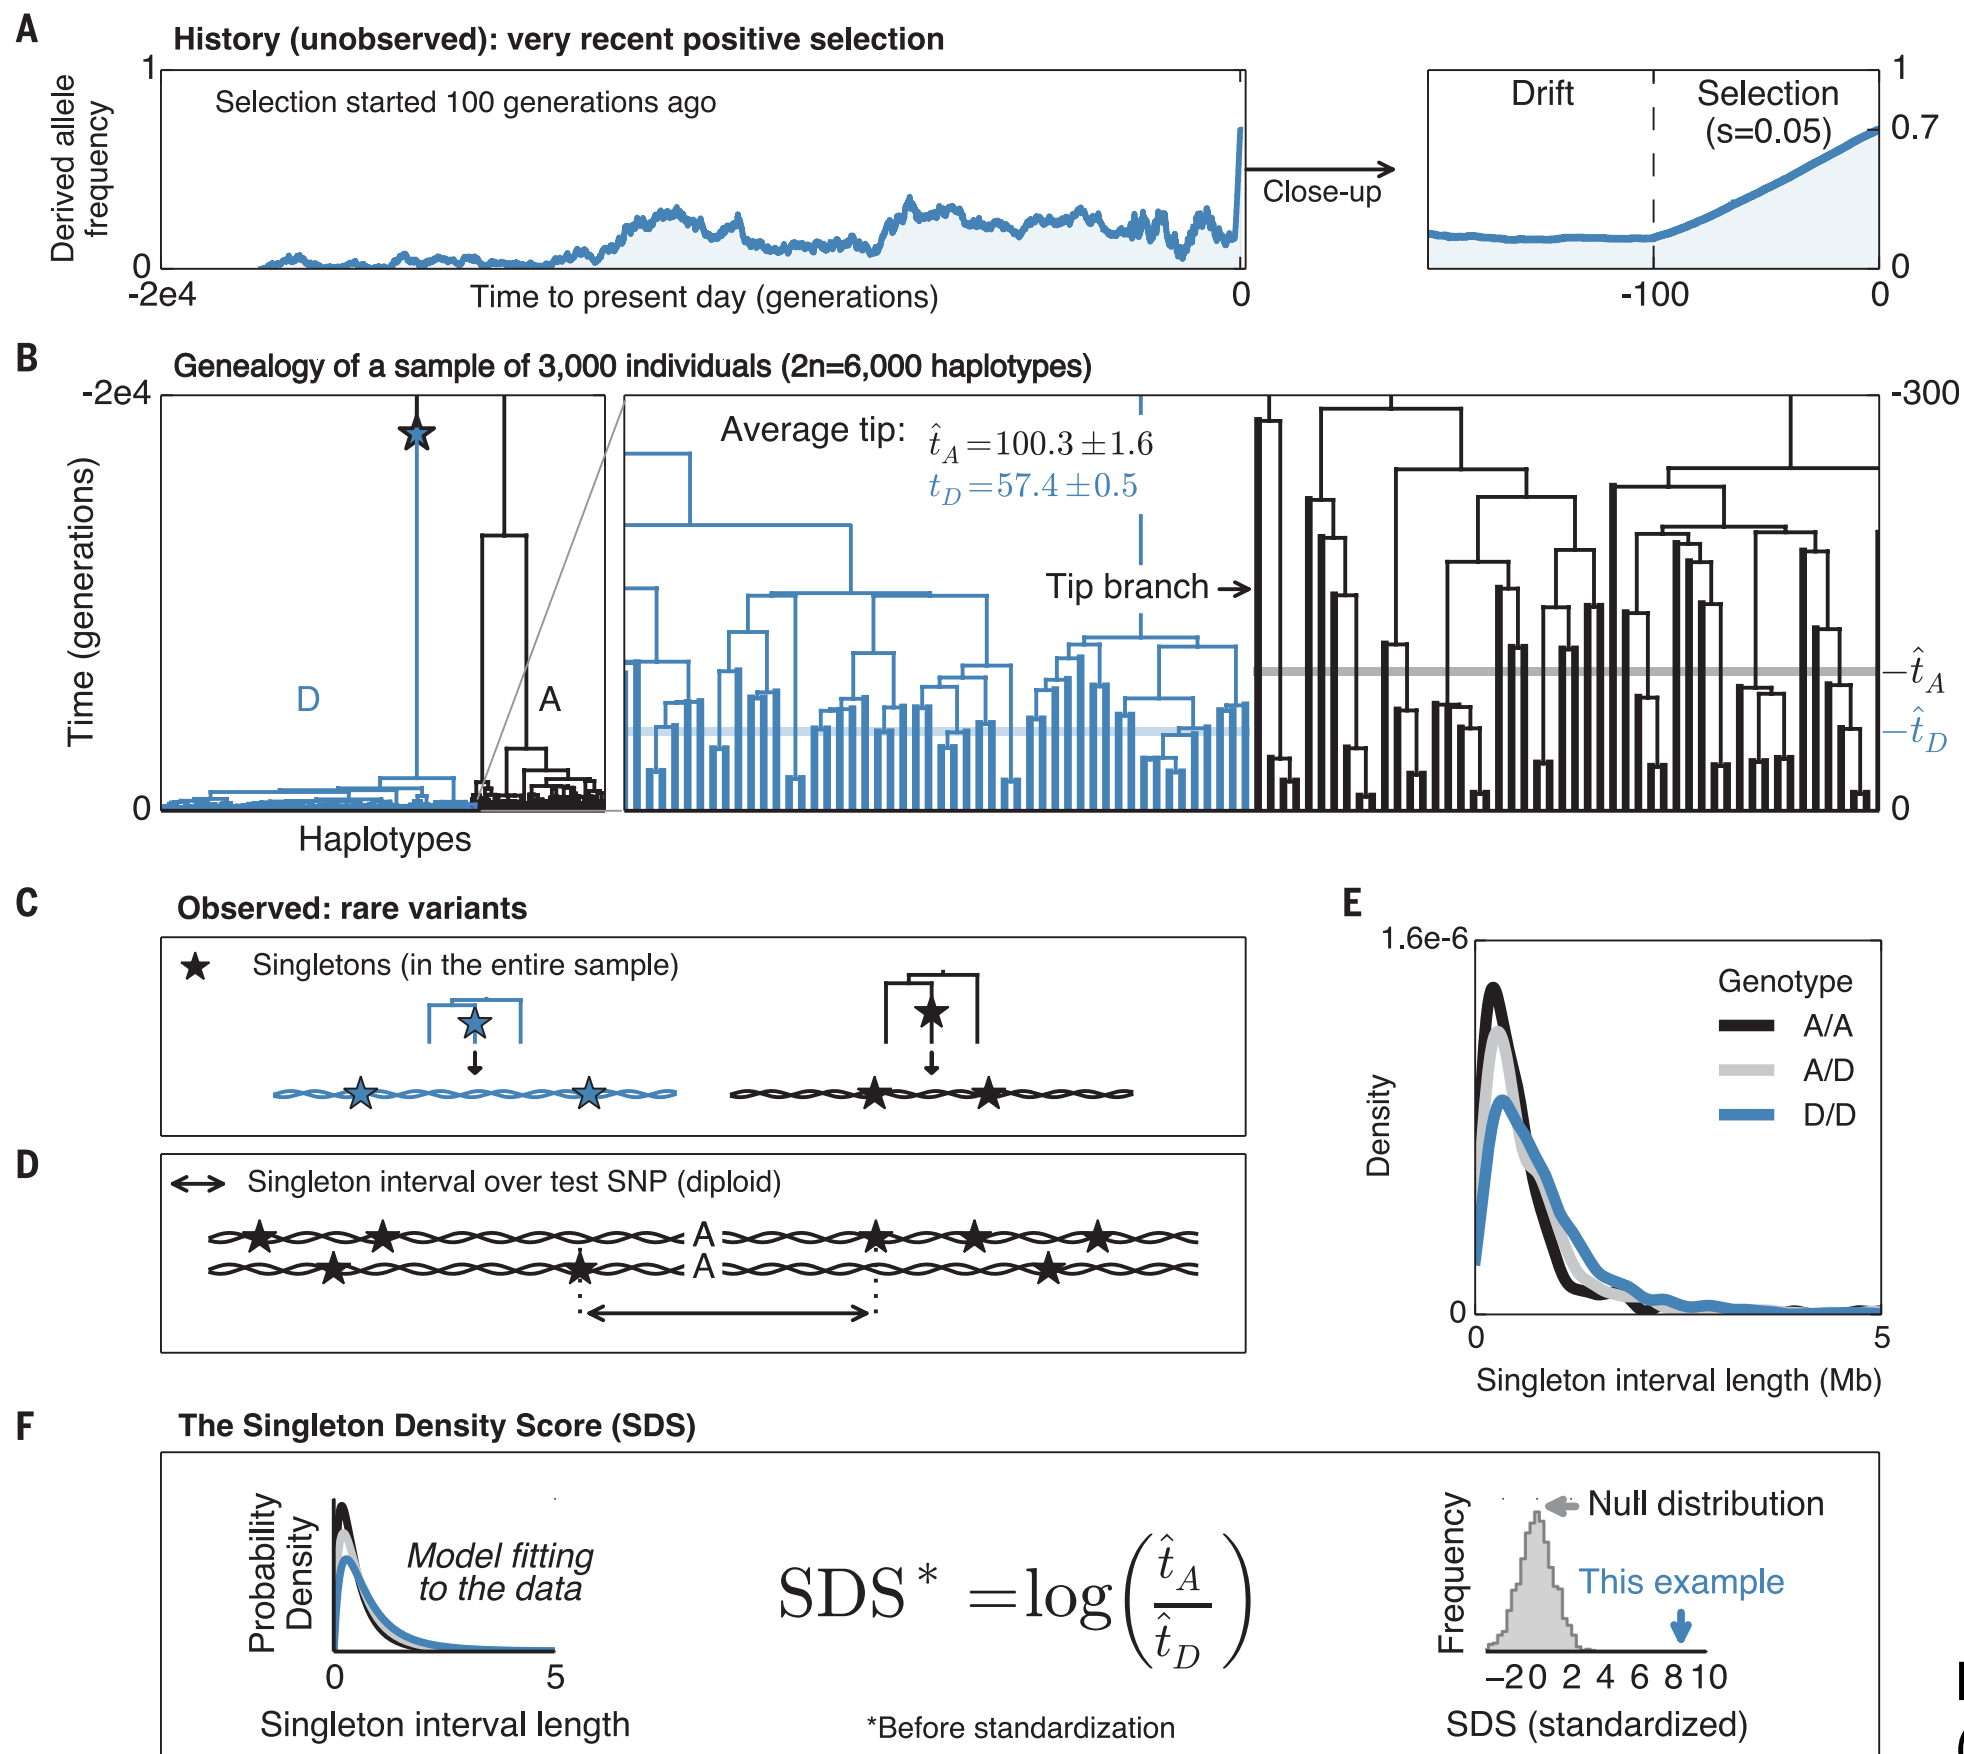 A
History (unobserved): very recent positive selection
Derived allele
frequency
1
0
Selection started 100 generations ago
-2e4
Time to present day (generations)
0
Close-up
Drift
Selection
(s=0.05)
1
0.7
0
-100
0
B
Genealogy of a sample of 3,000 individuals (2n=6,000 haplotypes)
-2e4
Time (generations)
0
D
A
Haplotypes
Average tip:
t̂_A=100.3±1.6
t_D=57.4±0.5
Tip branch
-300
−t̂_A
−t̂_D
0
C
Observed: rare variants
Singletons (in the entire sample)
D
Singleton interval over test SNP (diploid)
A
A
E
1.6e-6
Density
0
Genotype
A/A
A/D
D/D
0
5
Singleton interval length (Mb)
F
The Singleton Density Score (SDS)
Probability
Density
Model fitting
to the data
0
5
Singleton interval length
SDS* = log(t̂_A / t̂_D)
*Before standardization
Frequency
Null distribution
This example
−2 0 2 4 6 8 10
SDS (standardized)